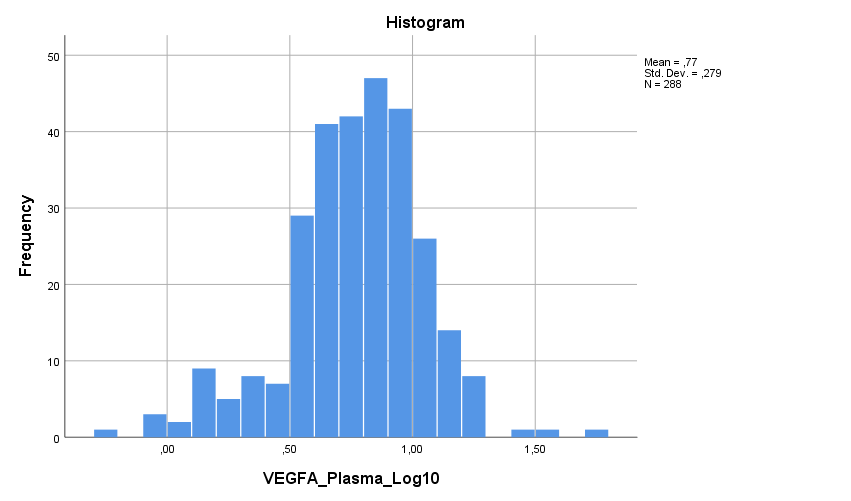 Histogram
Mean = ,77
Std. Dev. = ,279
N = 288
50
40
30
20
10
0
Frequency
,00
,50
1,00
1,50
VEGFA_Plasma_Log10